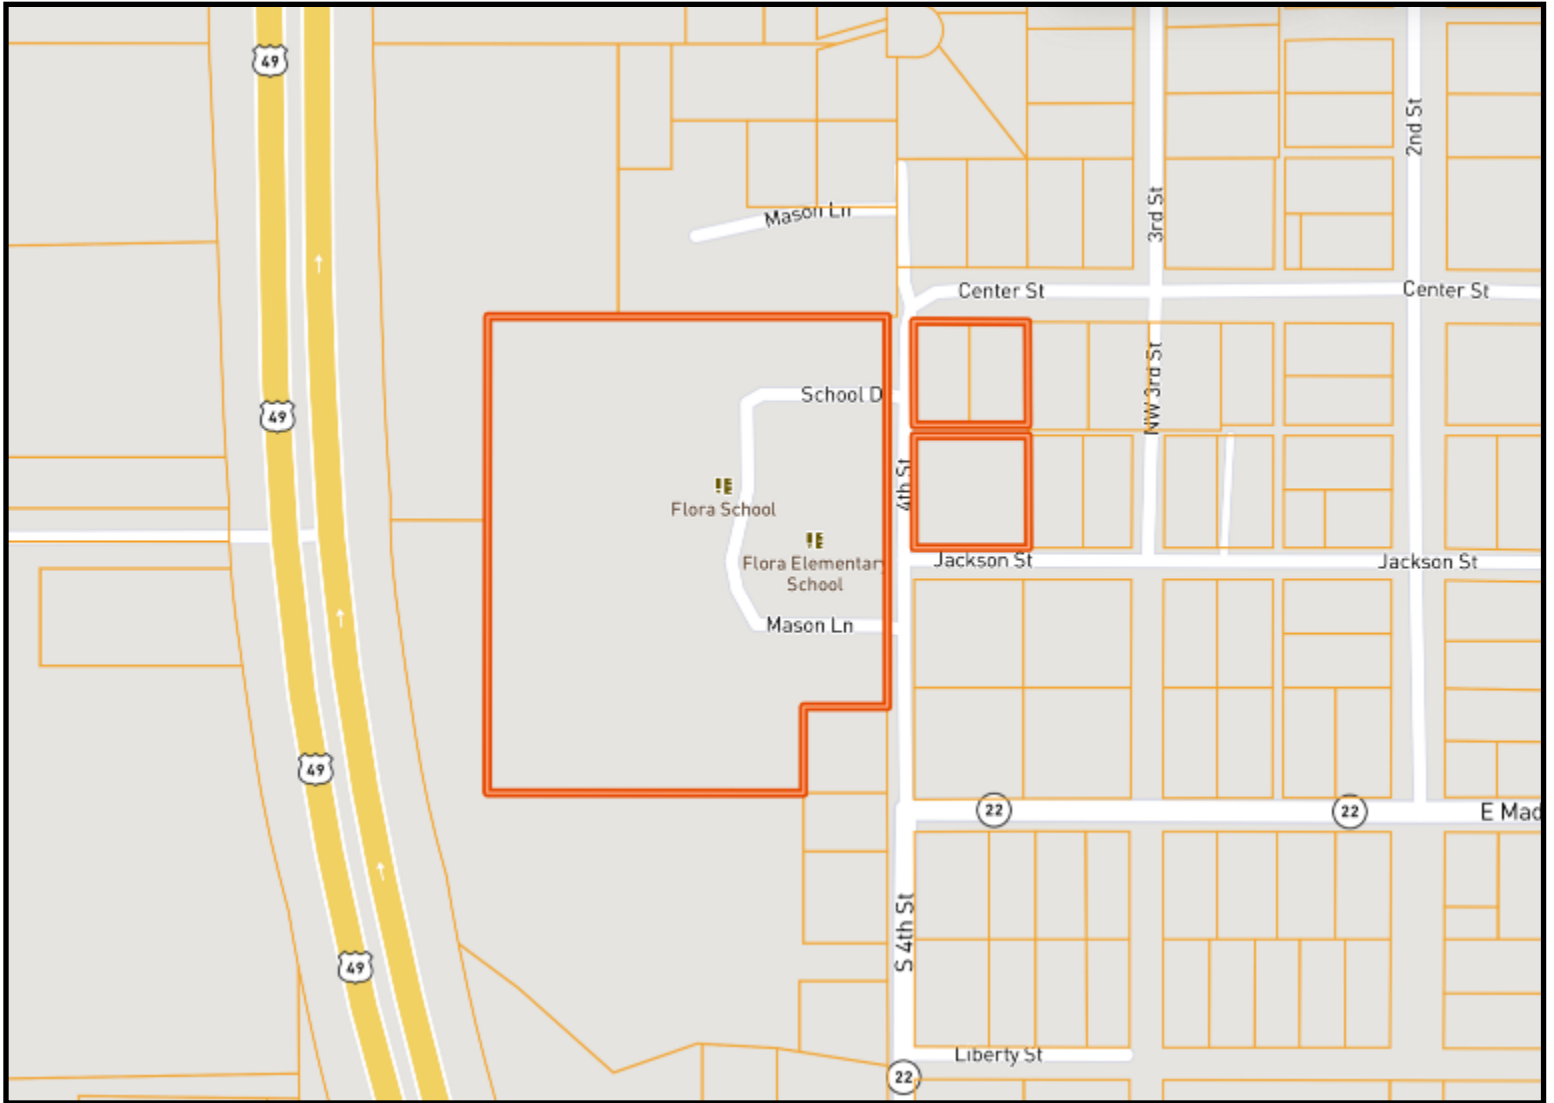 49
2nd St
3rd St
Mason Ln
Center St
Center St
NW 3rd St
School D
49
4th St
Flora School
Flora Elementary
School
Jackson St
Jackson St
Mason Ln
49
22
22
E Mad
S 4th St
49
Liberty St
22